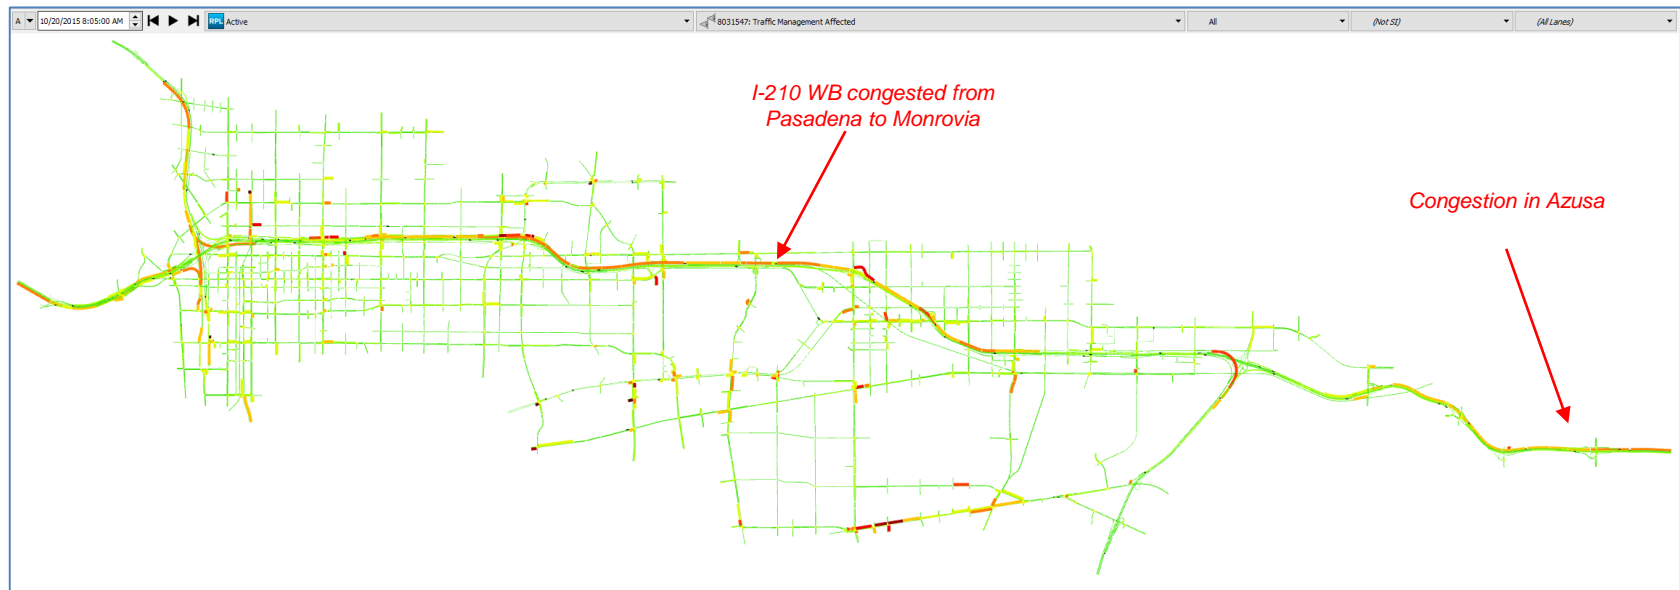 A 10/20/2015 8:05:00 AM RPL Active 8031547: Traffic Management Affected All (Not SI) (All Lanes)
I-210 WB congested from
Pasadena to Monrovia
Congestion in Azusa